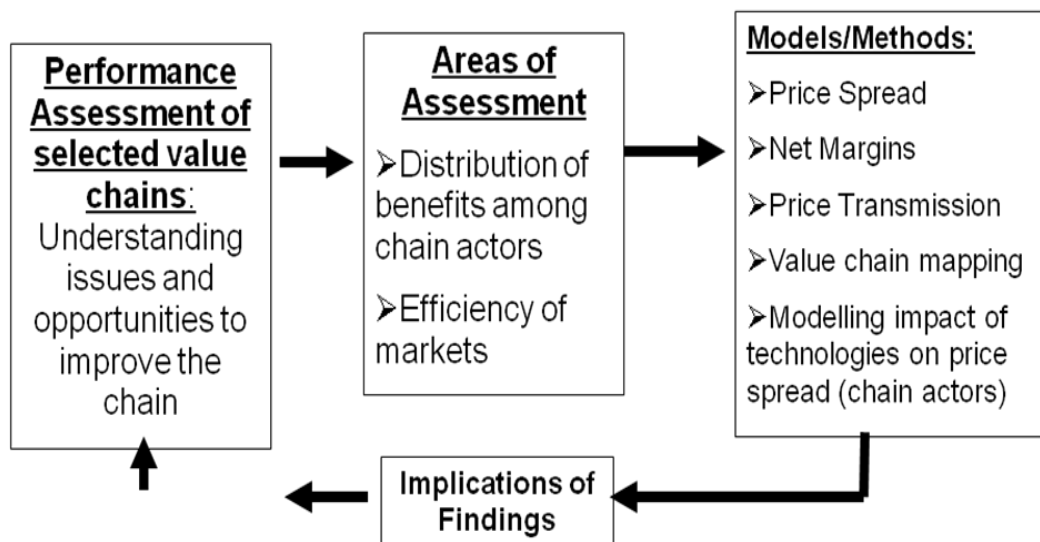 Performance
Assessment of
selected value
chains:
Understanding
issues and
opportunities to
improve the
chain
Areas of
Assessment
➢Distribution of
benefits among
chain actors
➢Efficiency of
markets
Models/Methods:
➢Price Spread
➢Net Margins
➢Price Transmission
➢Value chain mapping
➢Modelling impact of
technologies on price
spread (chain actors)
Implications of
Findings